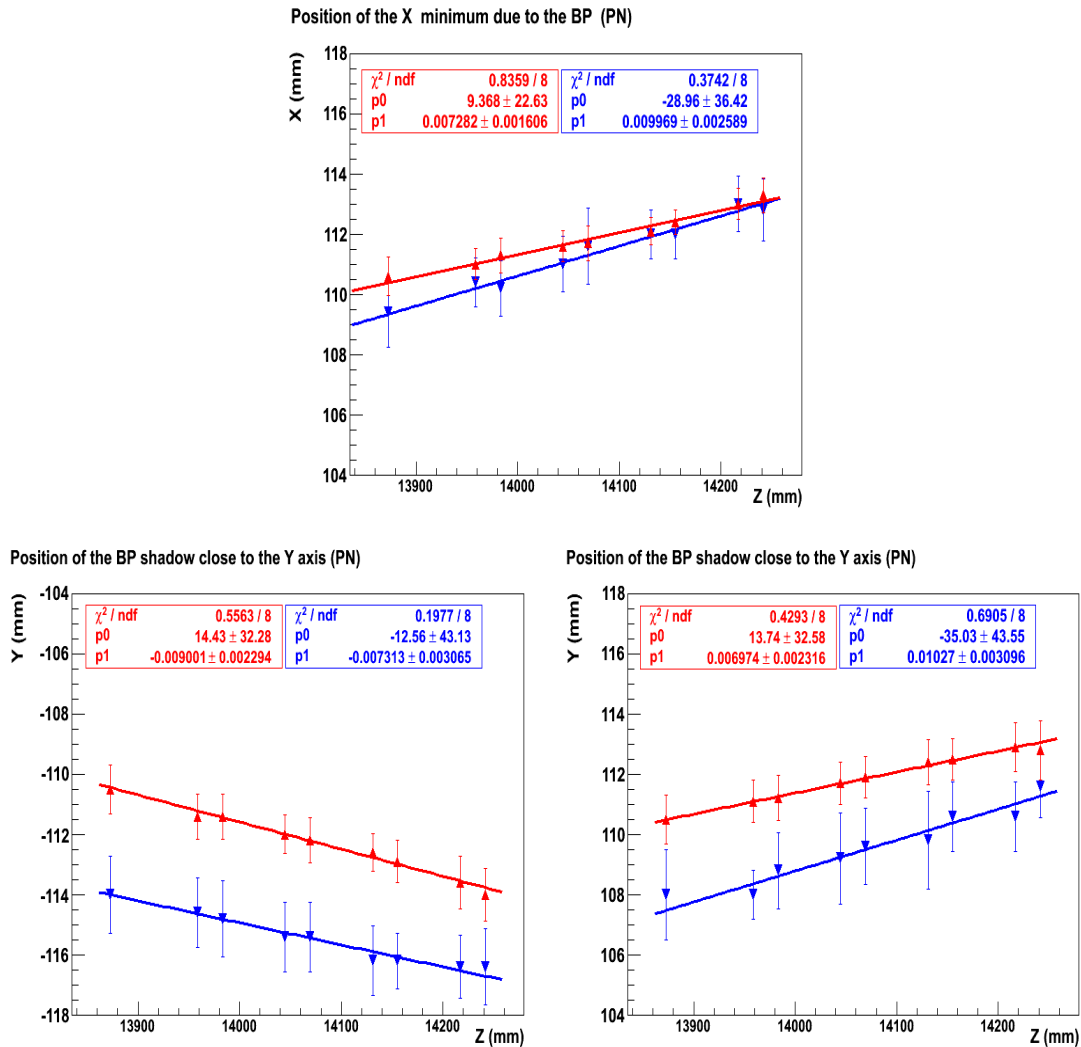 Position of the X minimum due to the BP (PN)
X (mm)
118
116
114
112
110
108
106
104
χ² / ndf 0.8359 / 8
p0 9.368 ± 22.63
p1 0.007282 ± 0.001606
χ² / ndf 0.3742 / 8
p0 -28.96 ± 36.42
p1 0.009969 ± 0.002589
13900 14000 14100 14200
Z (mm)
Position of the BP shadow close to the Y axis (PN)
Y (mm)
-104
-106
-108
-110
-112
-114
-116
-118
χ² / ndf 0.5563 / 8
p0 14.43 ± 32.28
p1 -0.009001 ± 0.002294
χ² / ndf 0.1977 / 8
p0 -12.56 ± 43.13
p1 -0.007313 ± 0.003065
13900 14000 14100 14200
Z (mm)
Position of the BP shadow close to the Y axis (PN)
Y (mm)
118
116
114
112
110
108
106
104
χ² / ndf 0.4293 / 8
p0 13.74 ± 32.58
p1 0.006974 ± 0.002316
χ² / ndf 0.6905 / 8
p0 -35.03 ± 43.55
p1 0.01027 ± 0.003096
13900 14000 14100 14200
Z (mm)